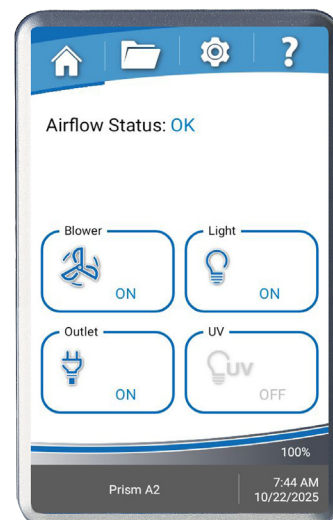 ?
Airflow Status: OK
Blower
ON
Light
ON
Outlet
ON
UV
UV
OFF
100%
Prism A2
7:44 AM
10/22/2025